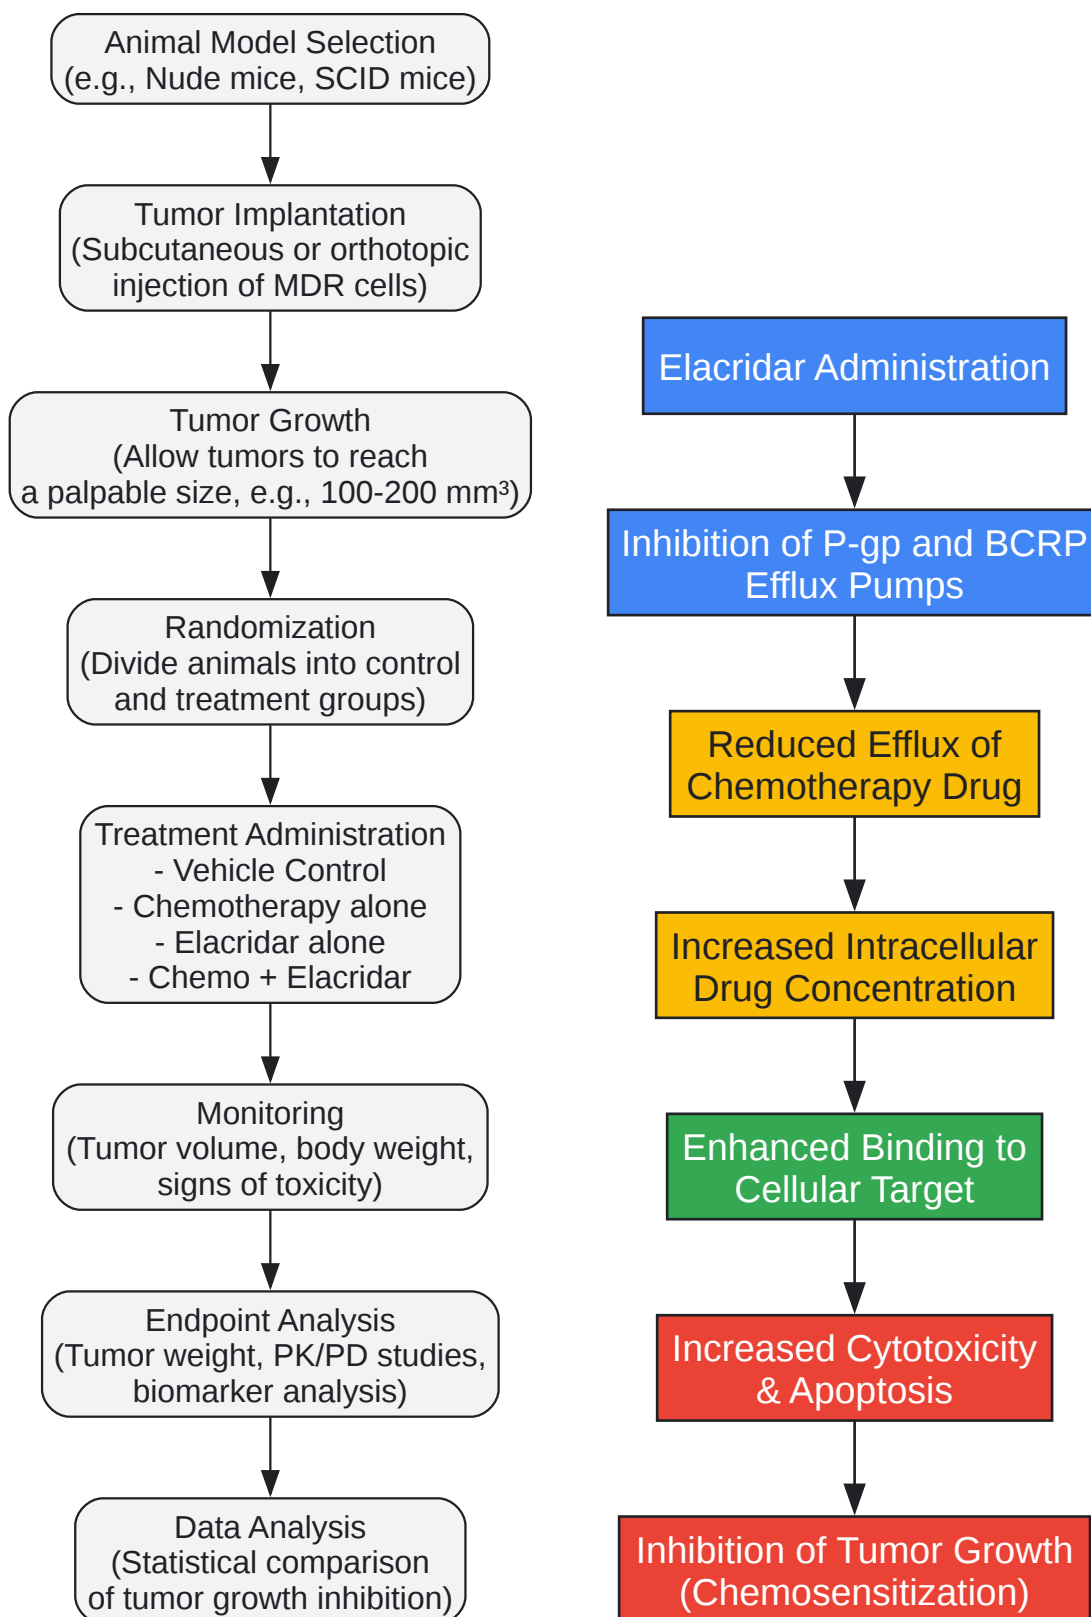 Animal Model Selection
(e.g., Nude mice, SCID mice)
Tumor Implantation
(Subcutaneous or orthotopic
injection of MDR cells)
Tumor Growth
(Allow tumors to reach
a palpable size, e.g., 100-200 mm³)
Randomization
(Divide animals into control
and treatment groups)
Treatment Administration
- Vehicle Control
- Chemotherapy alone
- Elacridar alone
- Chemo + Elacridar
Monitoring
(Tumor volume, body weight,
signs of toxicity)
Endpoint Analysis
(Tumor weight, PK/PD studies,
biomarker analysis)
Data Analysis
(Statistical comparison
of tumor growth inhibition)
Elacridar Administration
Inhibition of P-gp and BCRP
Efflux Pumps
Reduced Efflux of
Chemotherapy Drug
Increased Intracellular
Drug Concentration
Enhanced Binding to
Cellular Target
Increased Cytotoxicity
& Apoptosis
Inhibition of Tumor Growth
(Chemosensitization)